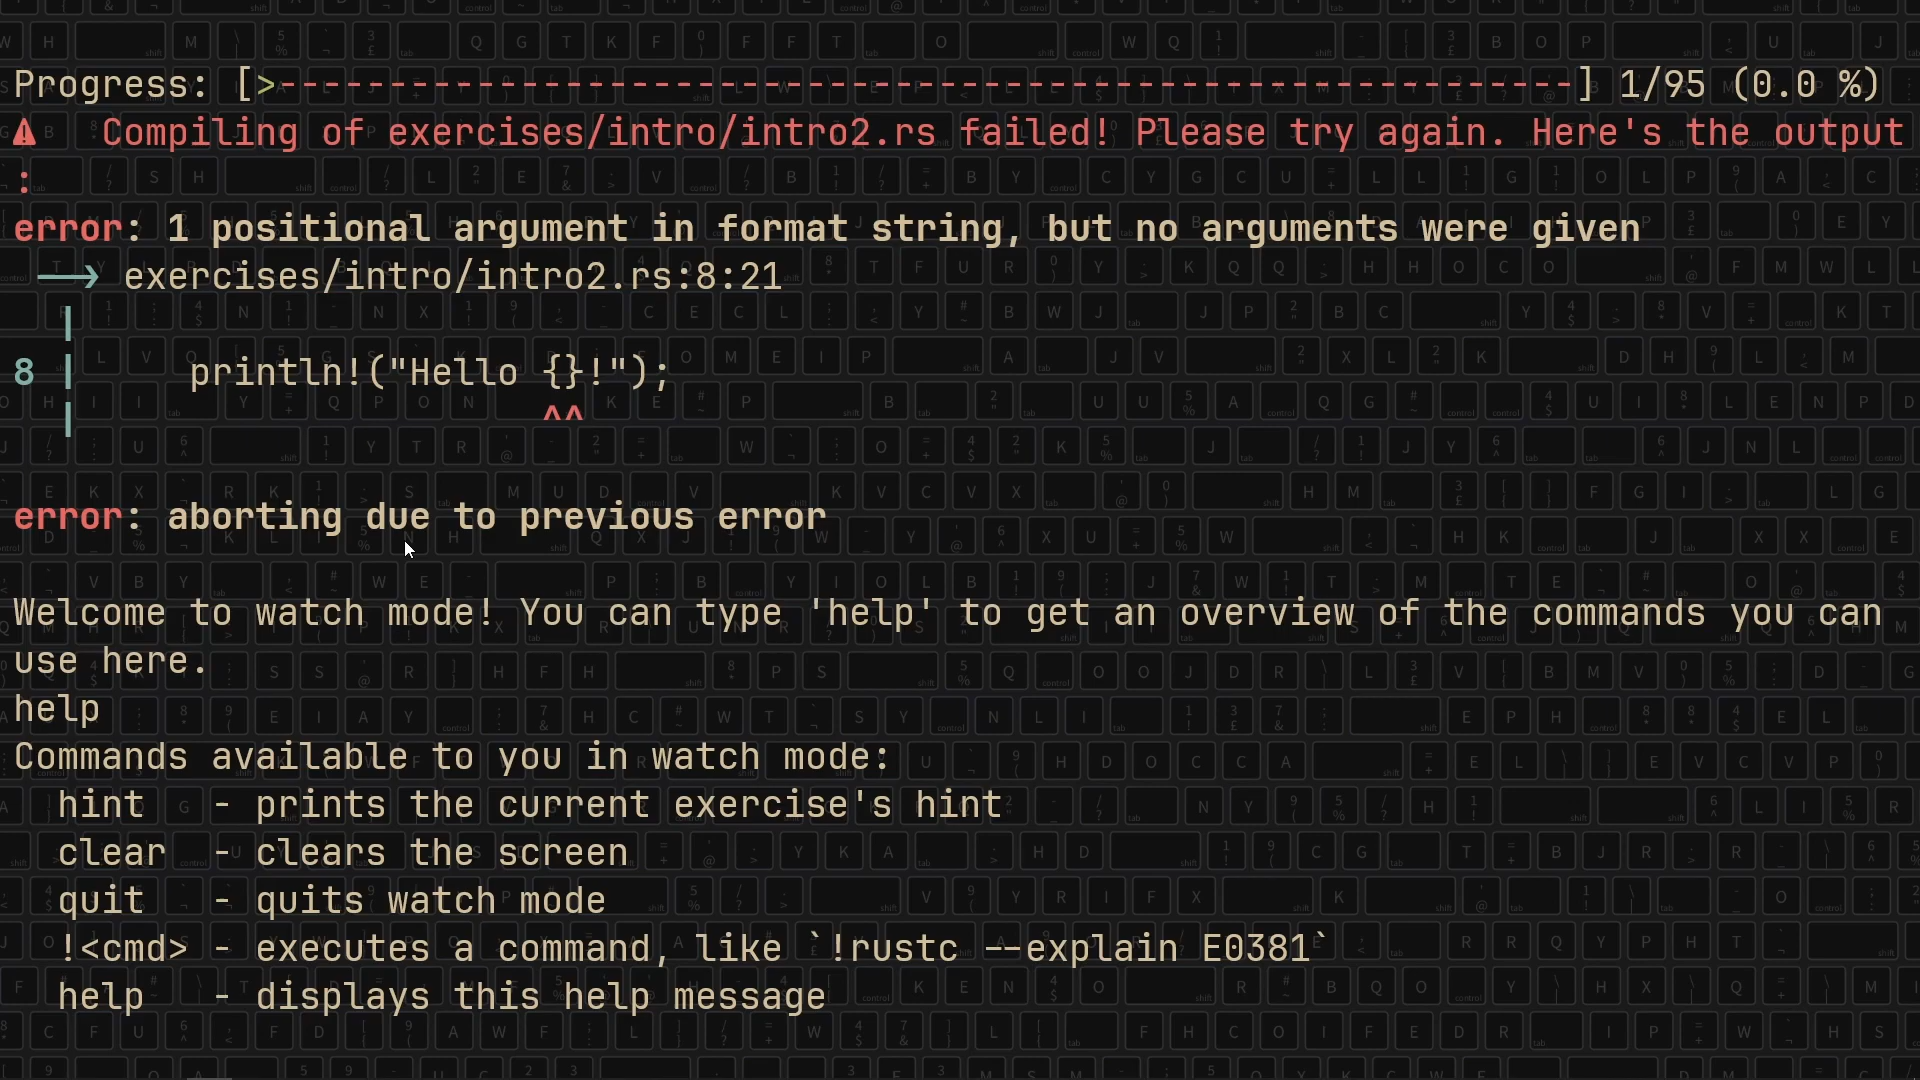 Progress: [>------------------------------------------------------------] 1/95 (0.0 %)
⚠  Compiling of exercises/intro/intro2.rs failed! Please try again. Here's the output
:
error: 1 positional argument in format string, but no arguments were given
 --> exercises/intro/intro2.rs:8:21
  |
8 |     println!("Hello {}!");
  |                     ^^
error: aborting due to previous error
Welcome to watch mode! You can type 'help' to get an overview of the commands you can
use here.
help
Commands available to you in watch mode:
  hint   - prints the current exercise's hint
  clear  - clears the screen
  quit   - quits watch mode
  !<cmd> - executes a command, like `!rustc --explain E0381`
  help   - displays this help message